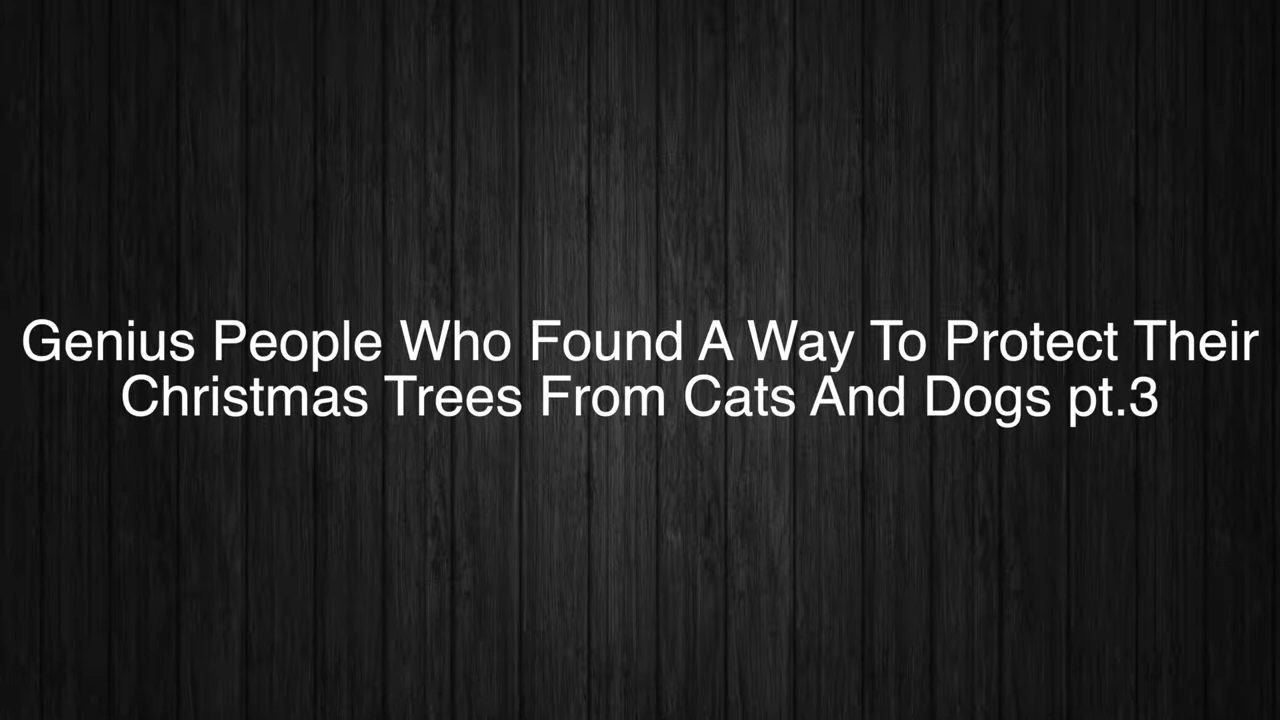 Genius People Who Found A Way To Protect Their
Christmas Trees From Cats And Dogs pt.3